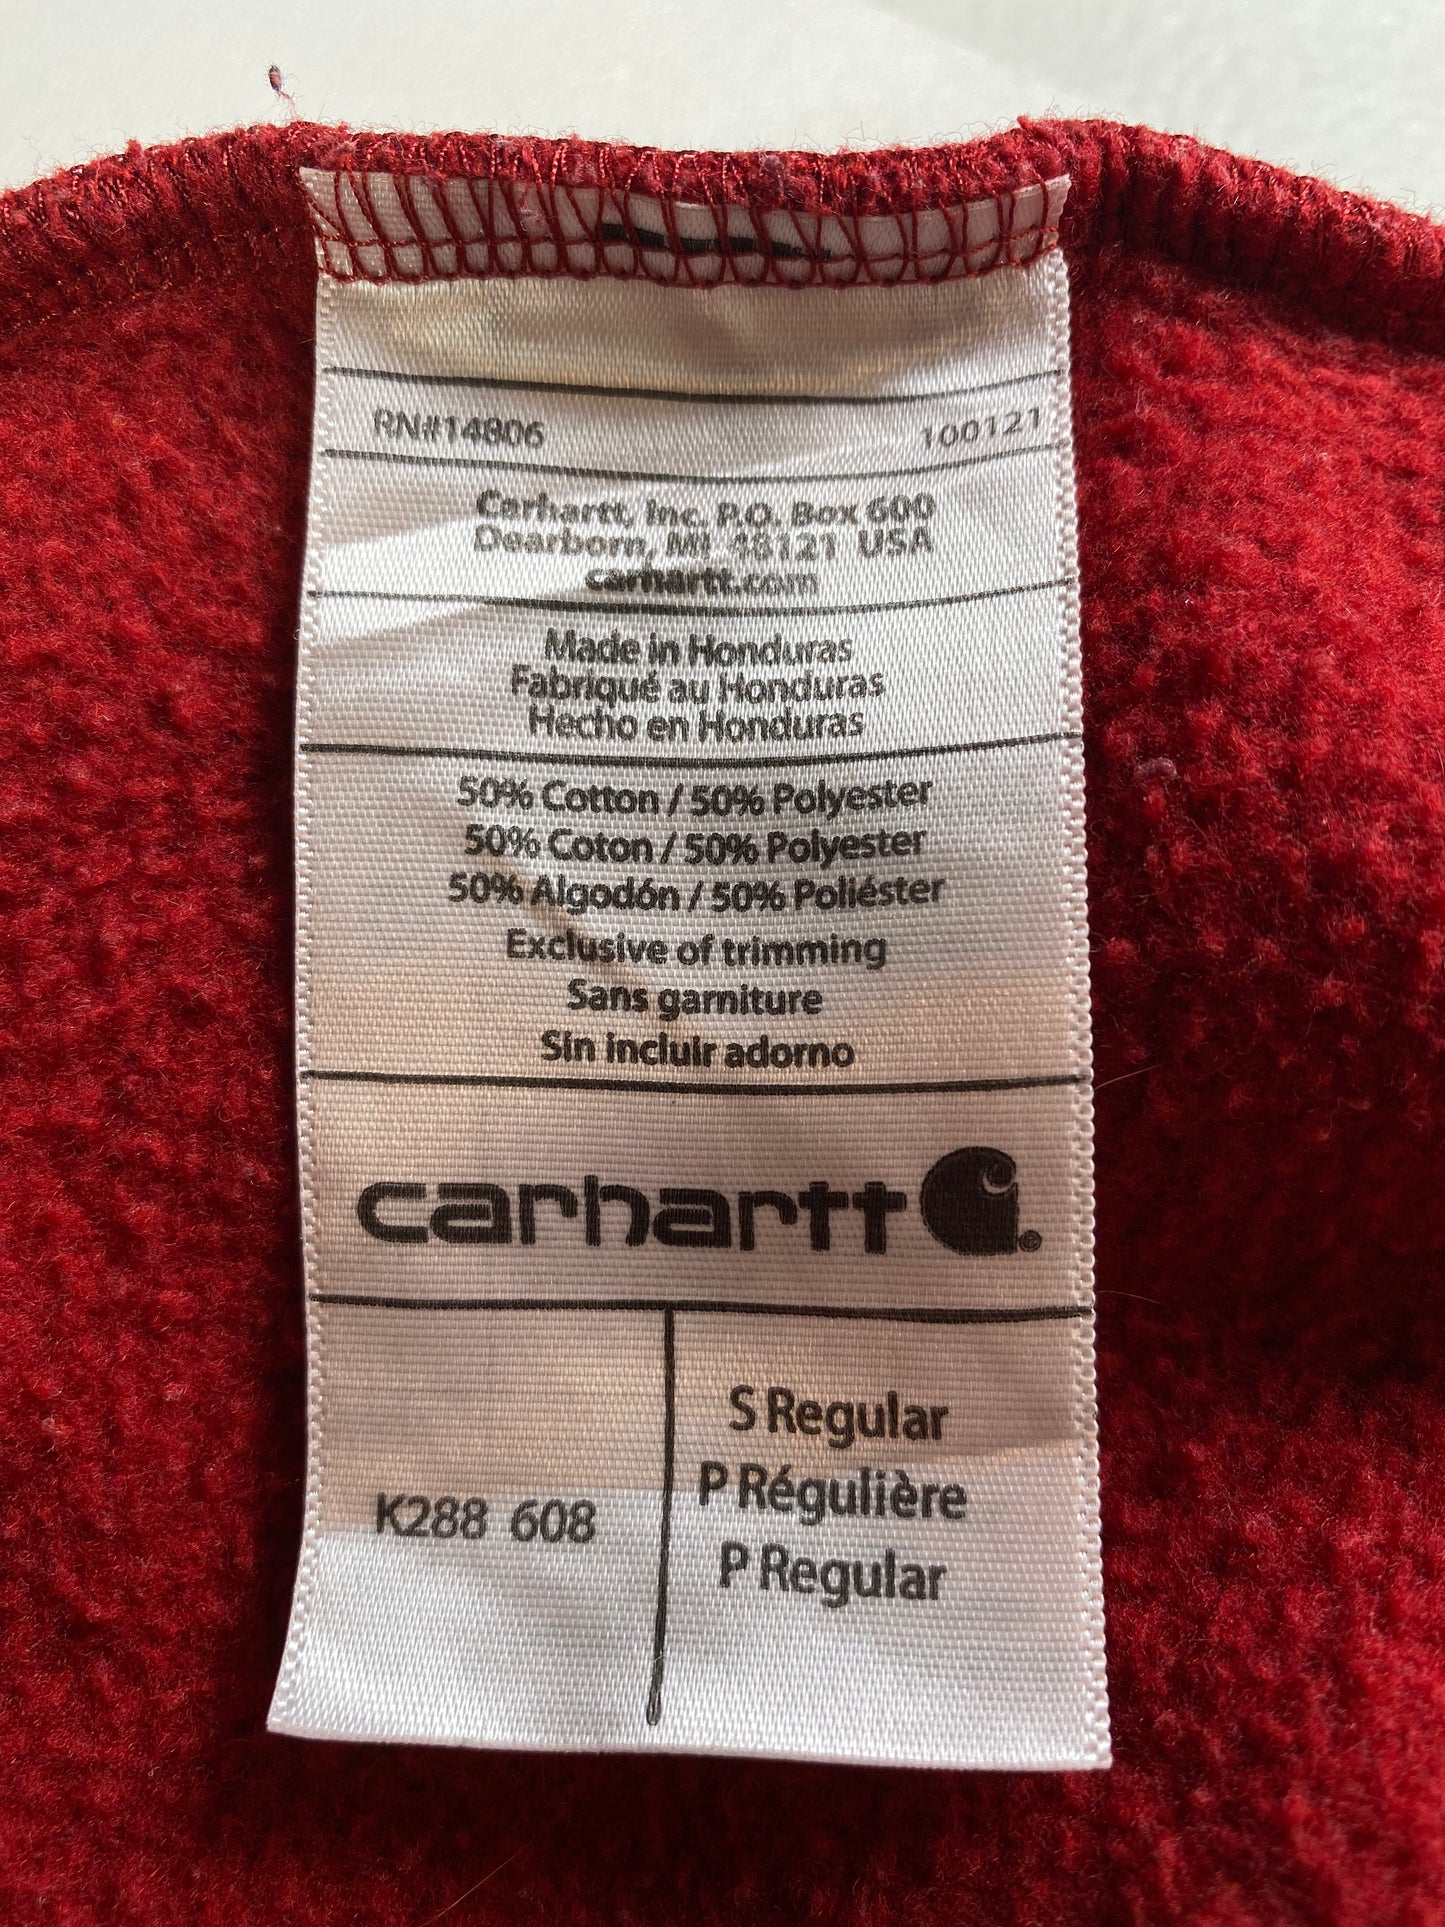 RN#14806 100121
Carhartt, Inc. P.O. Box 600
Dearborn, MI 48121 USA
carhartt.com
Made in Honduras
Fabriqué au Honduras
Hecho en Honduras
50% Cotton / 50% Polyester
50% Coton / 50% Polyester
50% Algodón / 50% Poliéster
Exclusive of trimming
Sans garniture
Sin incluir adorno
carhartt ®
S Regular
P Régulière
K288 608
P Regular